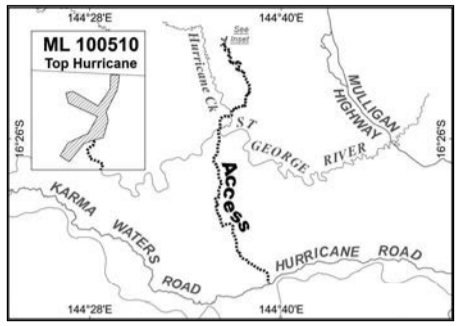 144°28'E
144°40'E
ML 100510
Top Hurricane
See
Inset
Hurricane Ck
MULLIGAN
HIGHWAY
16°26'S
16°26'S
ST
GEORGE
RIVER
Access
KARMA
WATERS
ROAD
HURRICANE ROAD
144°28'E
144°40'E